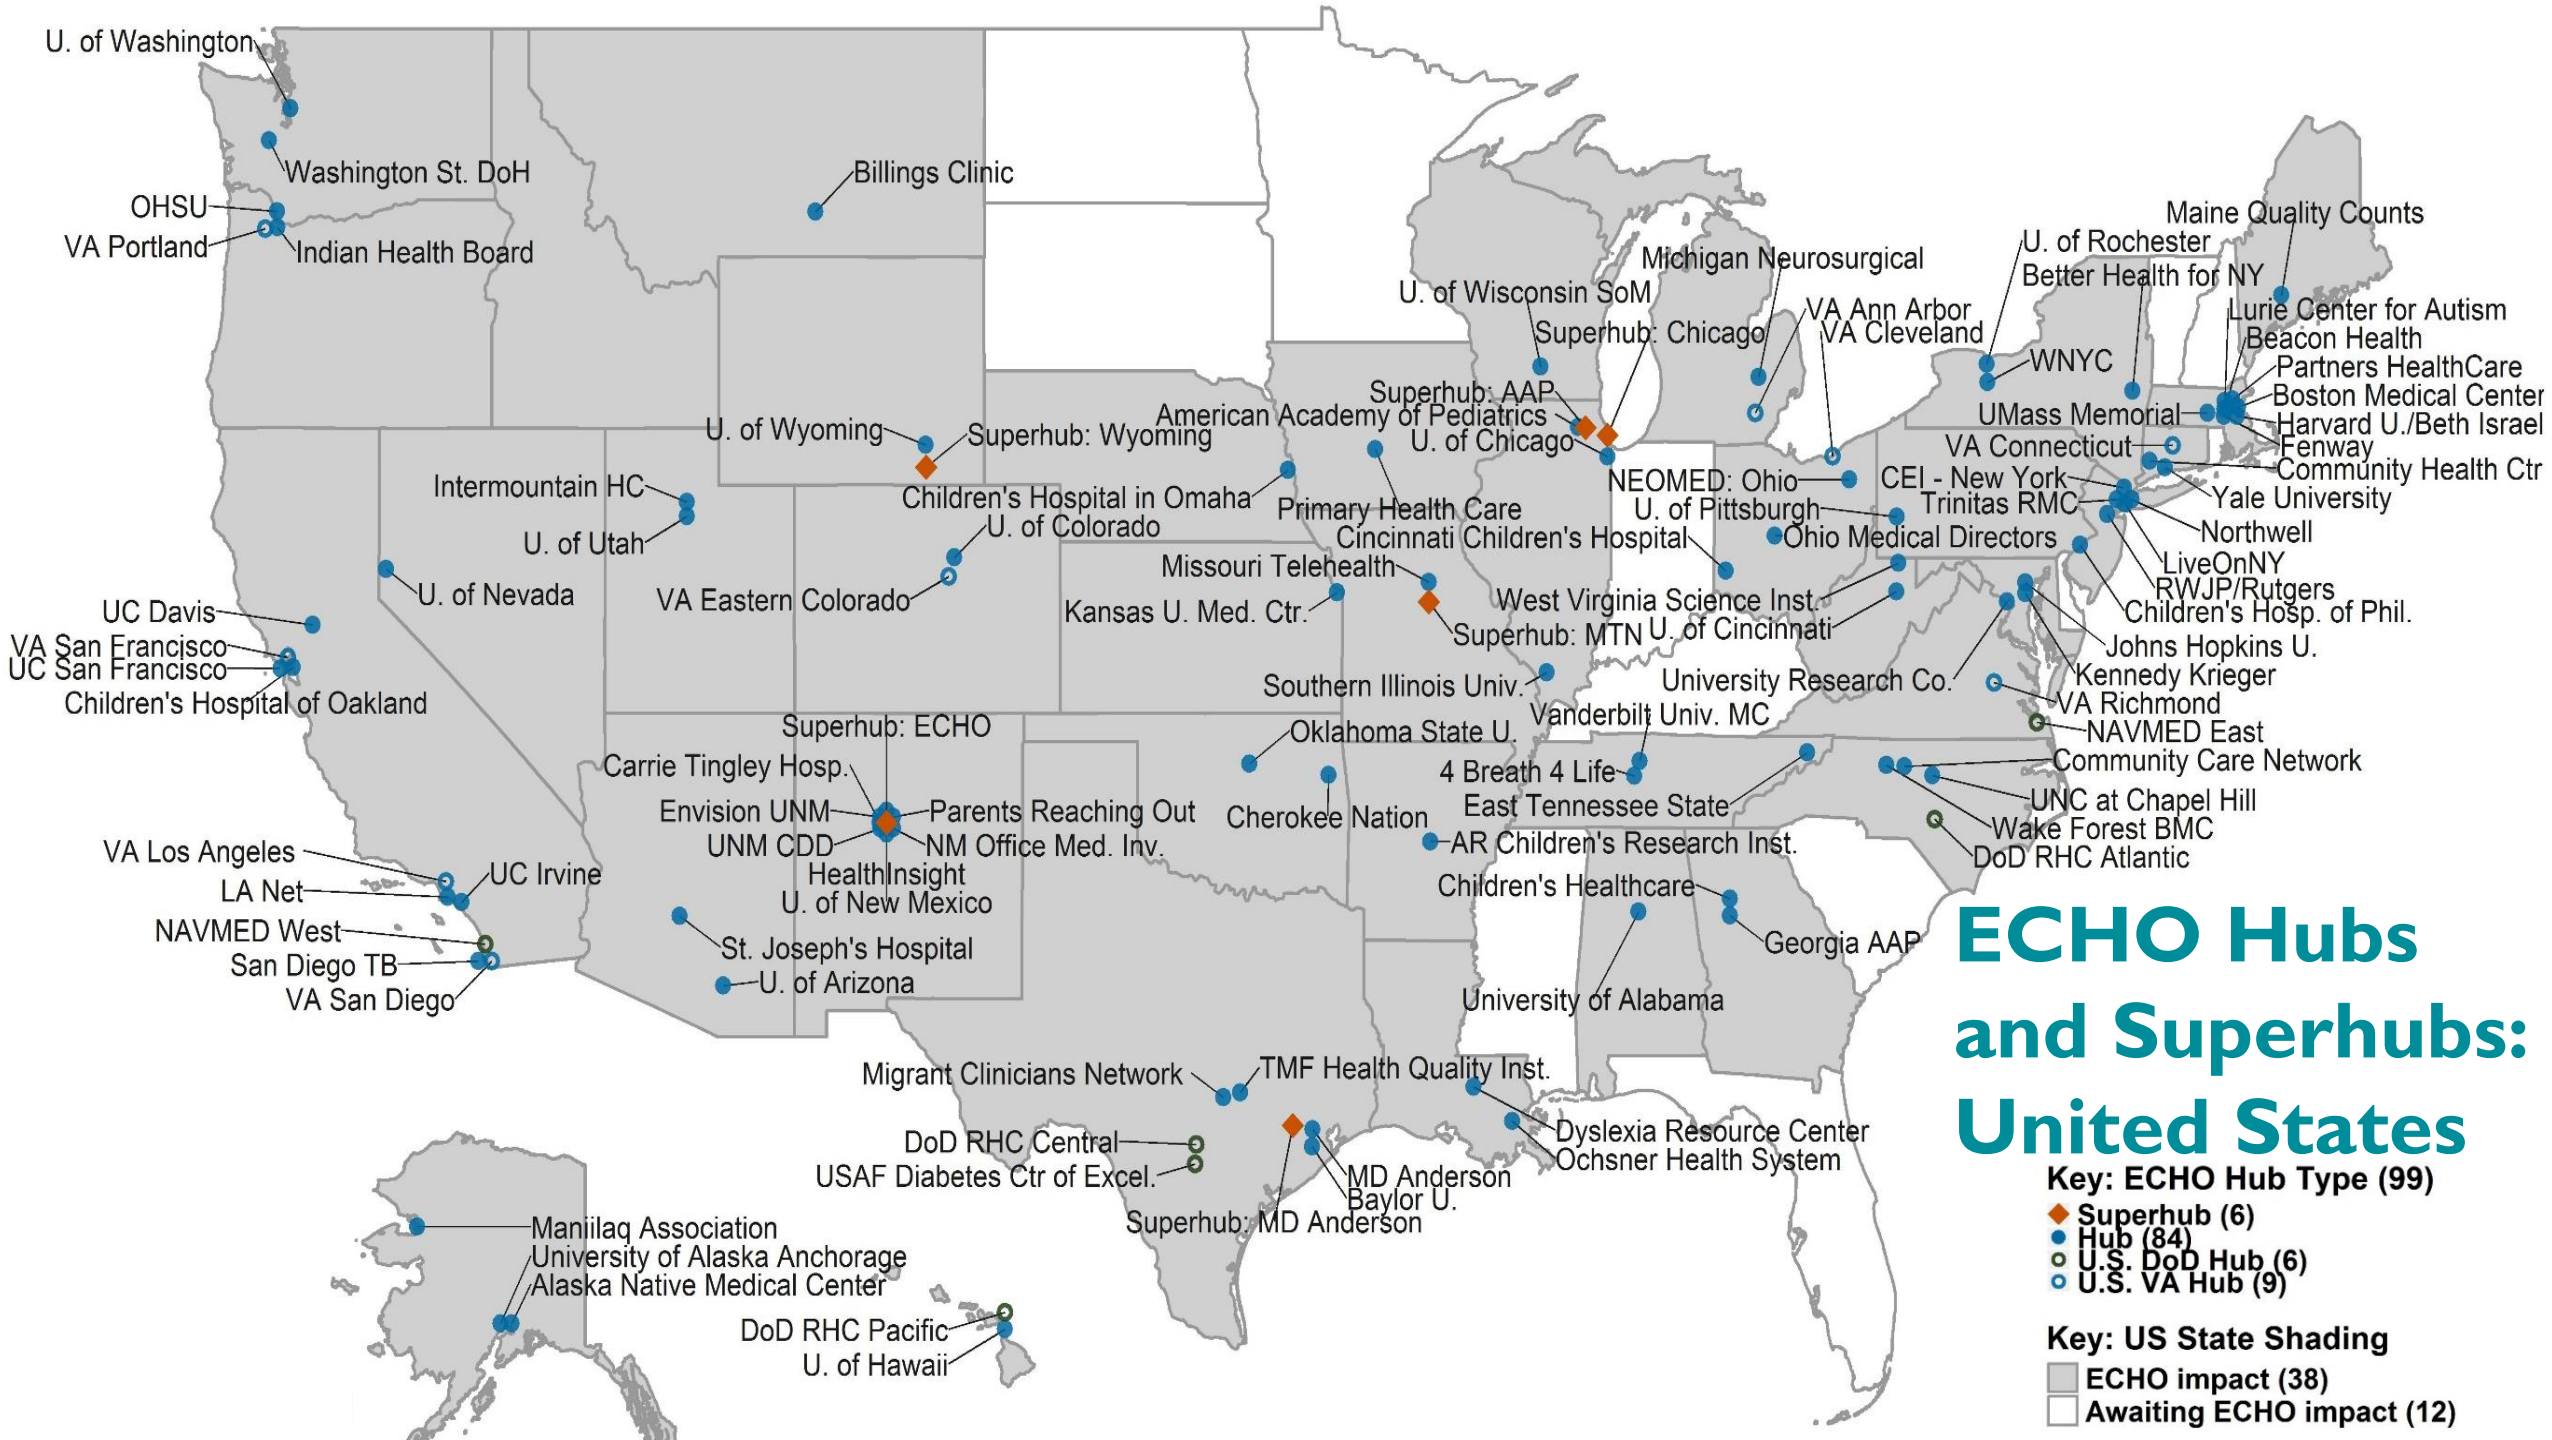 U. of Washington
Washington St. DoH
OHSU
VA Portland
Indian Health Board
Billings Clinic
U. of Wyoming
Superhub: Wyoming
Intermountain HC
U. of Utah
Children's Hospital in Omaha
U. of Colorado
VA Eastern Colorado
U. of Nevada
UC Davis
VA San Francisco
UC San Francisco
Children's Hospital of Oakland
VA Los Angeles
LA Net
UC Irvine
NAVMED West
San Diego TB
VA San Diego
Superhub: ECHO
Carrie Tingley Hosp.
Envision UNM
Parents Reaching Out
UNM CDD
NM Office Med. Inv.
HealthInsight
U. of New Mexico
St. Joseph's Hospital
U. of Arizona
Michigan Neurosurgical
U. of Wisconsin SoM
VA Ann Arbor
Superhub: Chicago
VA Cleveland
Superhub: AAP
American Academy of Pediatrics
U. of Chicago
NEOMED: Ohio
Primary Health Care
U. of Pittsburgh
Cincinnati Children's Hospital
Ohio Medical Directors
Missouri Telehealth
Kansas U. Med. Ctr.
West Virginia Science Inst.
Superhub: MTN
U. of Cincinnati
Southern Illinois Univ.
University Research Co.
Vanderbilt Univ. MC
Oklahoma State U.
4 Breath 4 Life
East Tennessee State
Cherokee Nation
AR Children's Research Inst.
Children's Healthcare
Georgia AAP
University of Alabama
Maine Quality Counts
U. of Rochester
Better Health for NY
Lurie Center for Autism
Beacon Health
WNYC
Partners HealthCare
Boston Medical Center
UMass Memorial
Harvard U./Beth Israel
VA Connecticut
Fenway
Community Health Ctr
CEI - New York
Yale University
Trinitas RMC
Northwell
LiveOnNY
RWJP/Rutgers
Children's Hosp. of Phil.
Johns Hopkins U.
Kennedy Krieger
VA Richmond
NAVMED East
Community Care Network
UNC at Chapel Hill
Wake Forest BMC
DoD RHC Atlantic
Migrant Clinicians Network
TMF Health Quality Inst.
DoD RHC Central
USAF Diabetes Ctr of Excel.
Dyslexia Resource Center
Ochsner Health System
MD Anderson
Baylor U.
Superhub: MD Anderson
Maniilaq Association
University of Alaska Anchorage
Alaska Native Medical Center
DoD RHC Pacific
U. of Hawaii
ECHO Hubs
and Superhubs:
United States
Key: ECHO Hub Type (99)
Superhub (6)
Hub (84)
U.S. DoD Hub (6)
U.S. VA Hub (9)
Key: US State Shading
ECHO impact (38)
Awaiting ECHO impact (12)